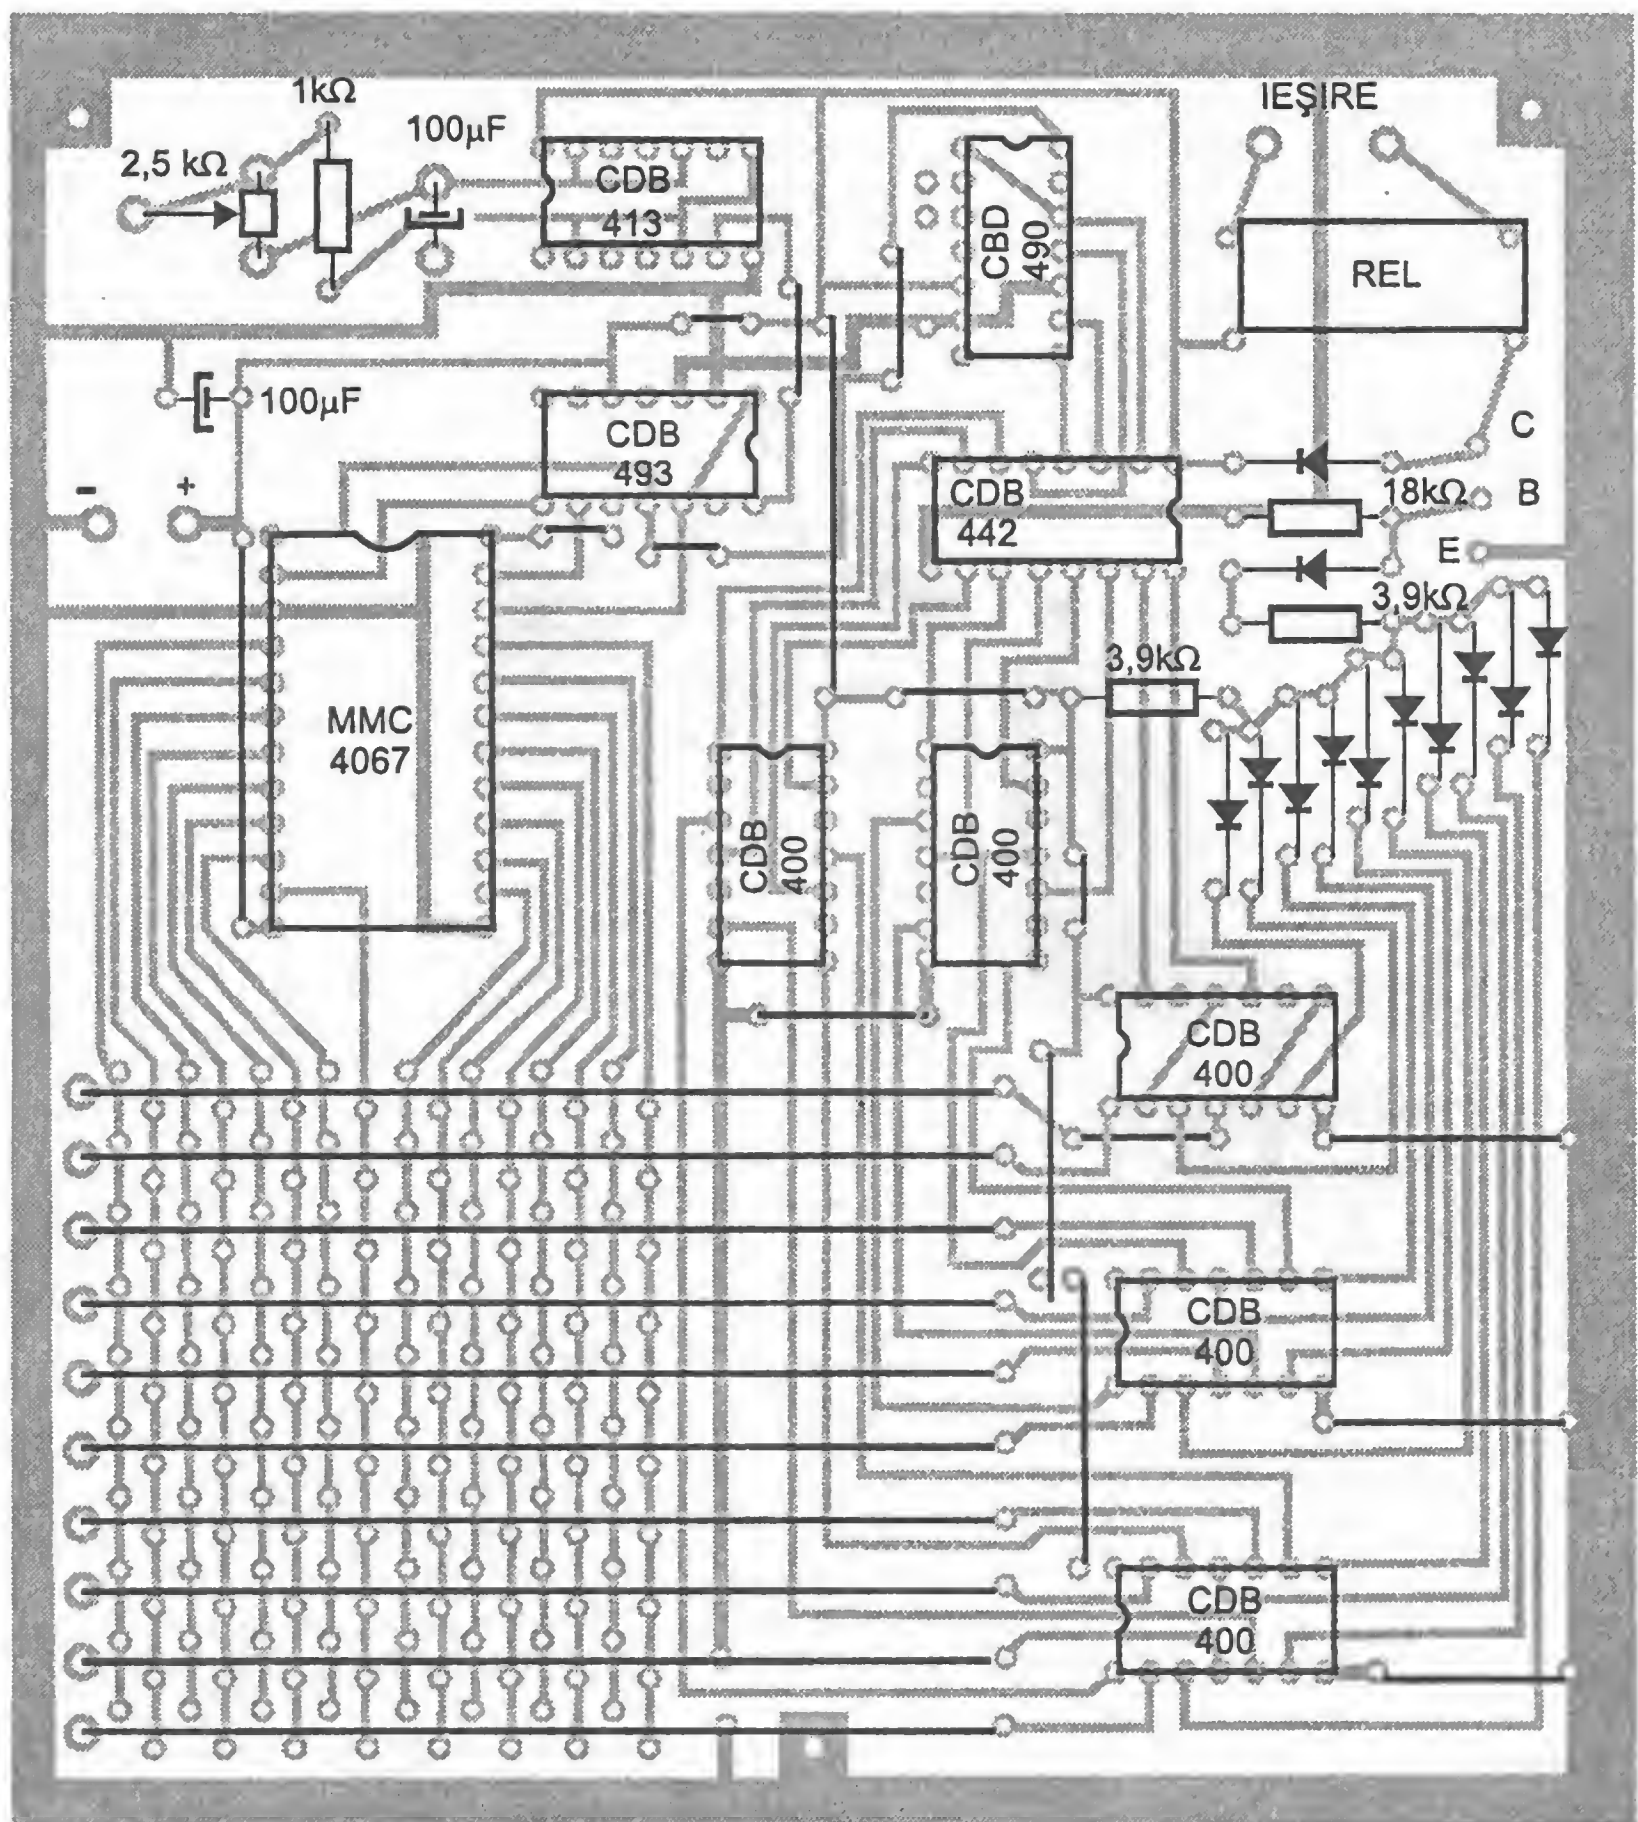 1kΩ
100µF
2,5 kΩ
CDB
413
CBD
490
IEŞIRE
REL
100µF
CDB
493
C
- +
CDB
442
18kΩ
B
E
3,9kΩ
3,9kΩ
MMC
4067
CDB
400
CDB
400
CDB
400
CDB
400
CDB
400